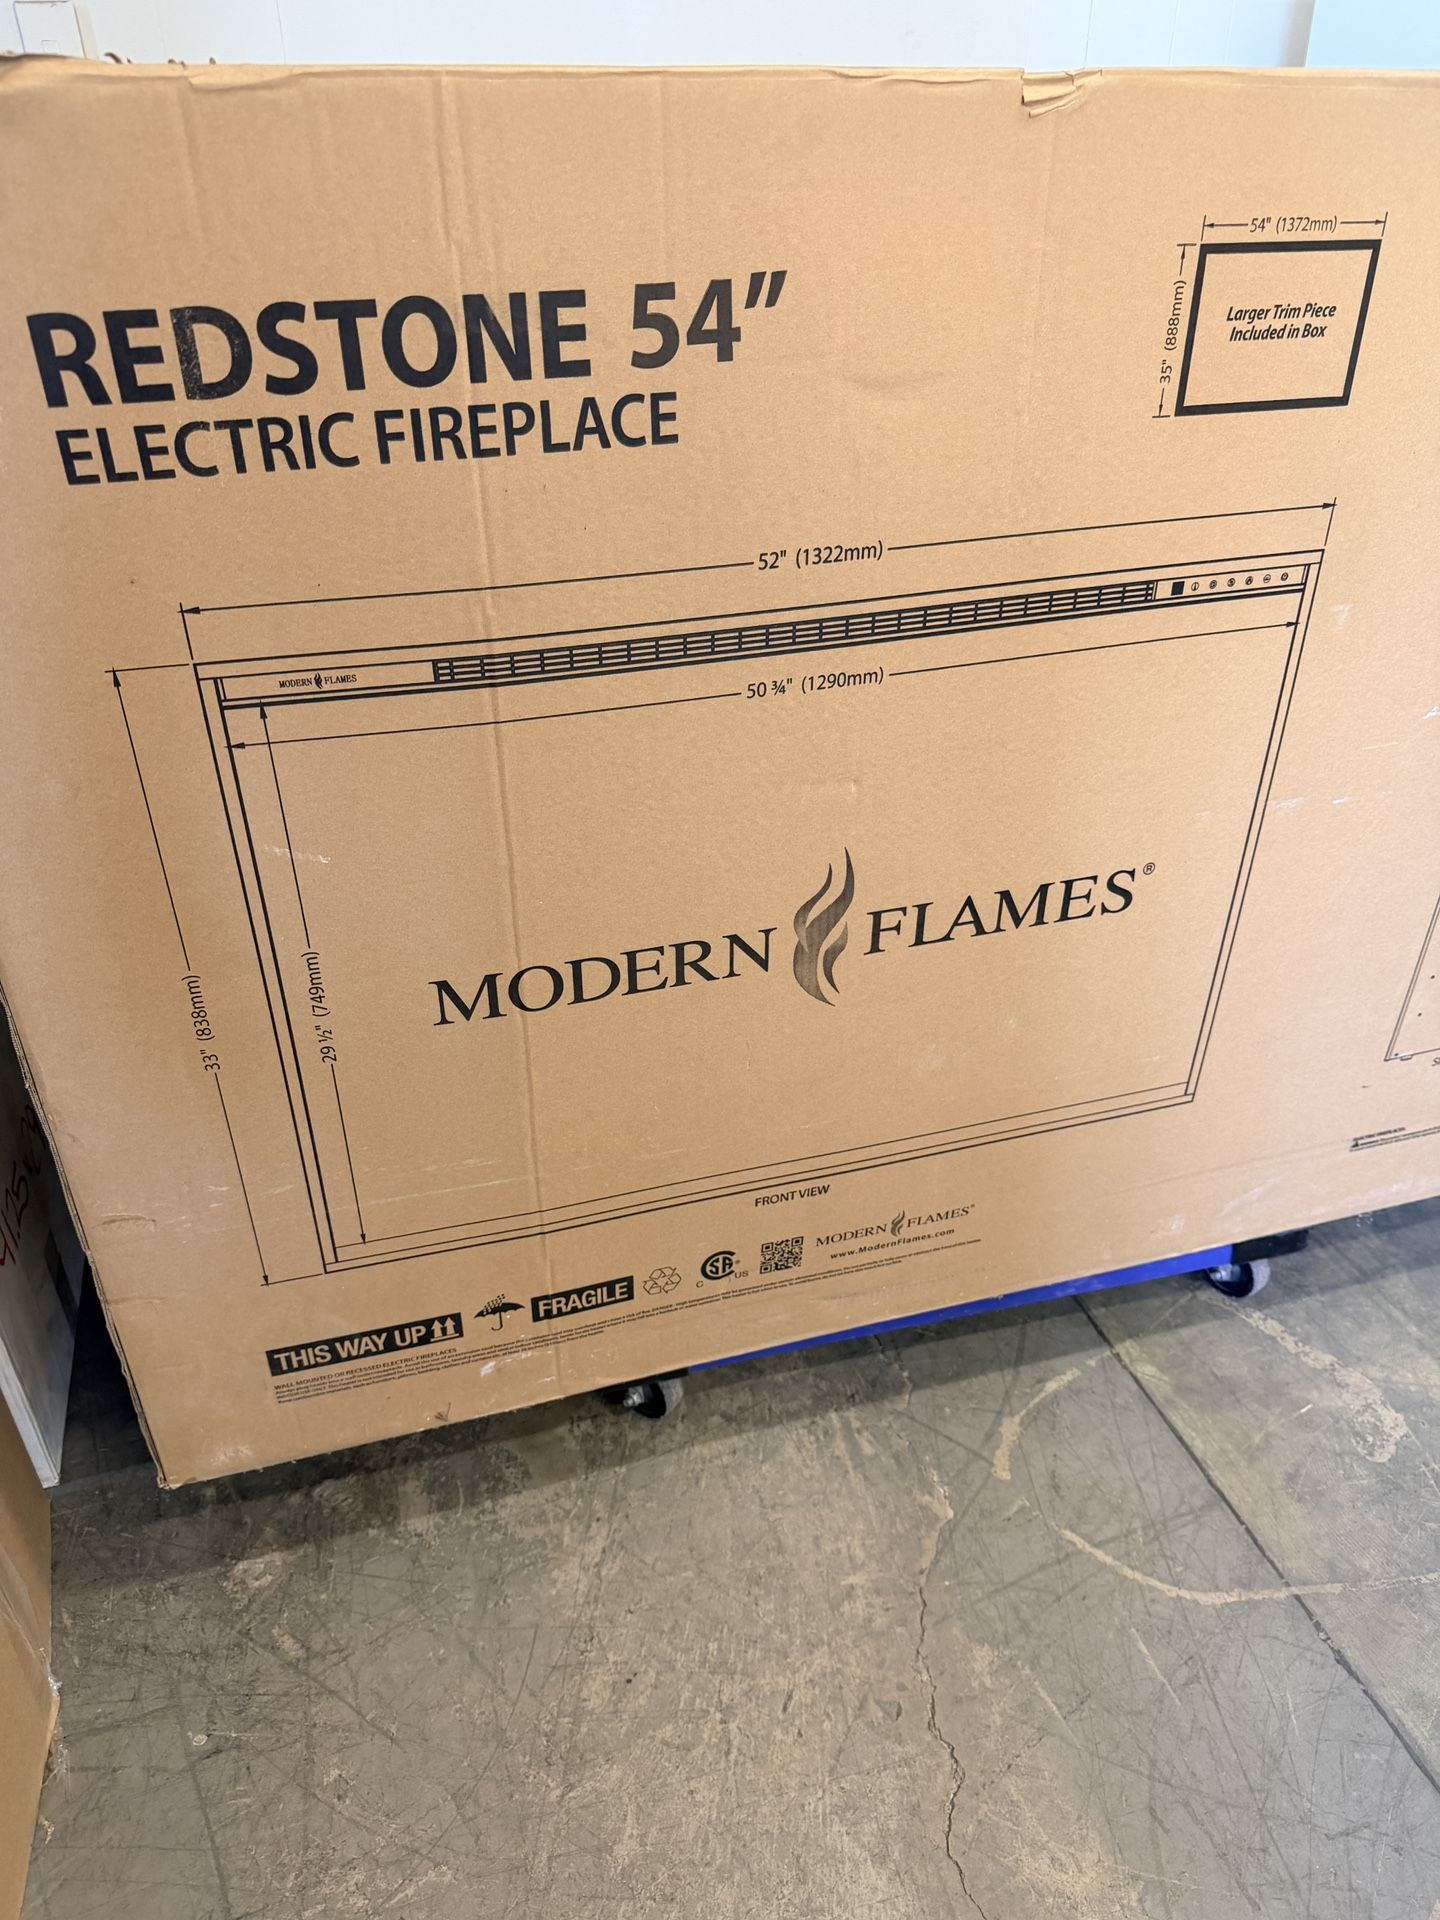 54" (1372mm)
35" (888mm)
Larger Trim Piece
Included in Box
REDSTONE 54"
ELECTRIC FIREPLACE
52" (1322mm)
MODERN FLAMES
50 ¾" (1290mm)
33" (838mm)
29 ½" (749mm)
MODERN FLAMES®
FRONT VIEW
THIS WAY UP
FRAGILE
C SA US
MODERN FLAMES
www.ModernFlames.com
WALL MOUNTED OR RECESSED ELECTRIC FIREPLACES